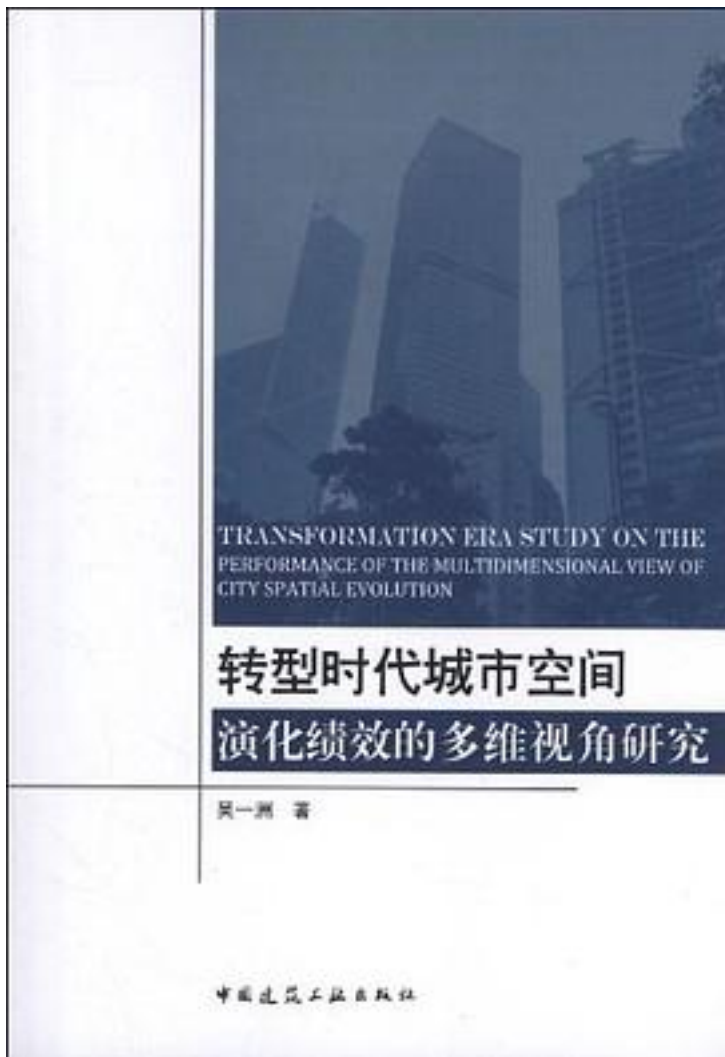 TRANSFORMATION ERA STUDY ON THE
PERFORMANCE OF THE MULTIDIMENSIONAL VIEW OF
CITY SPATIAL EVOLUTION
转型时代城市空间
演化绩效的多维视角研究
吴一洲 著
中国建筑工业出版社